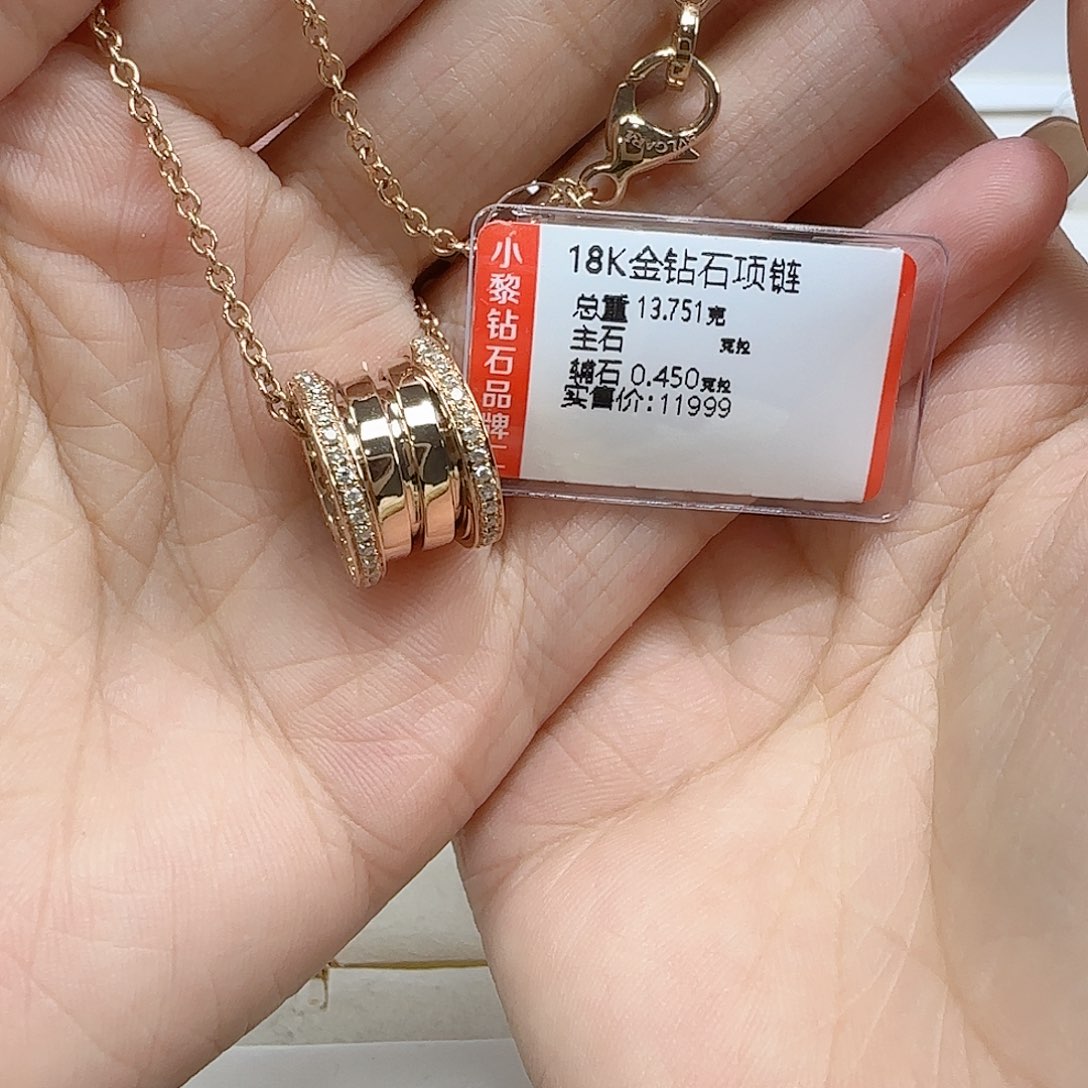 BVLGARI
小黎钻石品牌
18K金钻石项链
总重 13.751克
主石 克拉
辅石 0.450克拉
实售价:11999